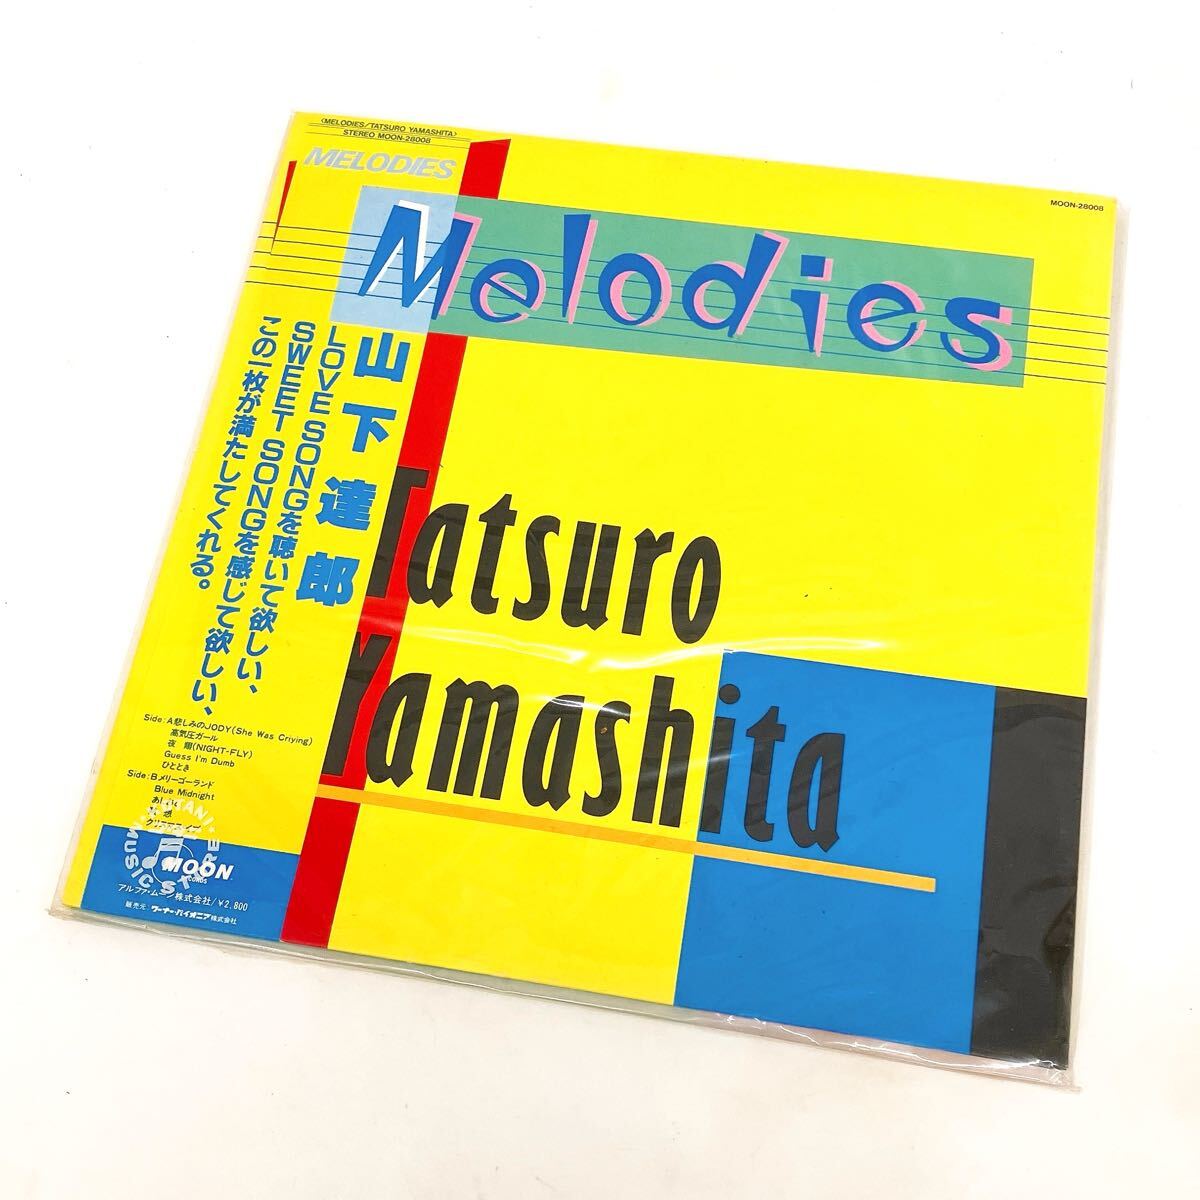 〈MELODIES/TATSURO YAMASHITA〉
STEREO MOON-28008
MELODIES
MOON-28008
Melodies
山下達郎
LOVE SONGを聴いて欲しい、
SWEET SONGを感じて欲しい、
この一枚が満たしてくれる。
Tatsuro
Yamashita
Side:A悲しみのJODY(She Was Criying)
高気圧ガール
夜翔(NIGHT-FLY)
Guess I'm Dumb
ひととき
Side:Bメリーゴーランド
Blue Midnight
MUSIC STORE
MOON
RECORDS
アルファ・ムーン株式会社/¥2,800
販売元:ワーナー・パイオニア株式会社